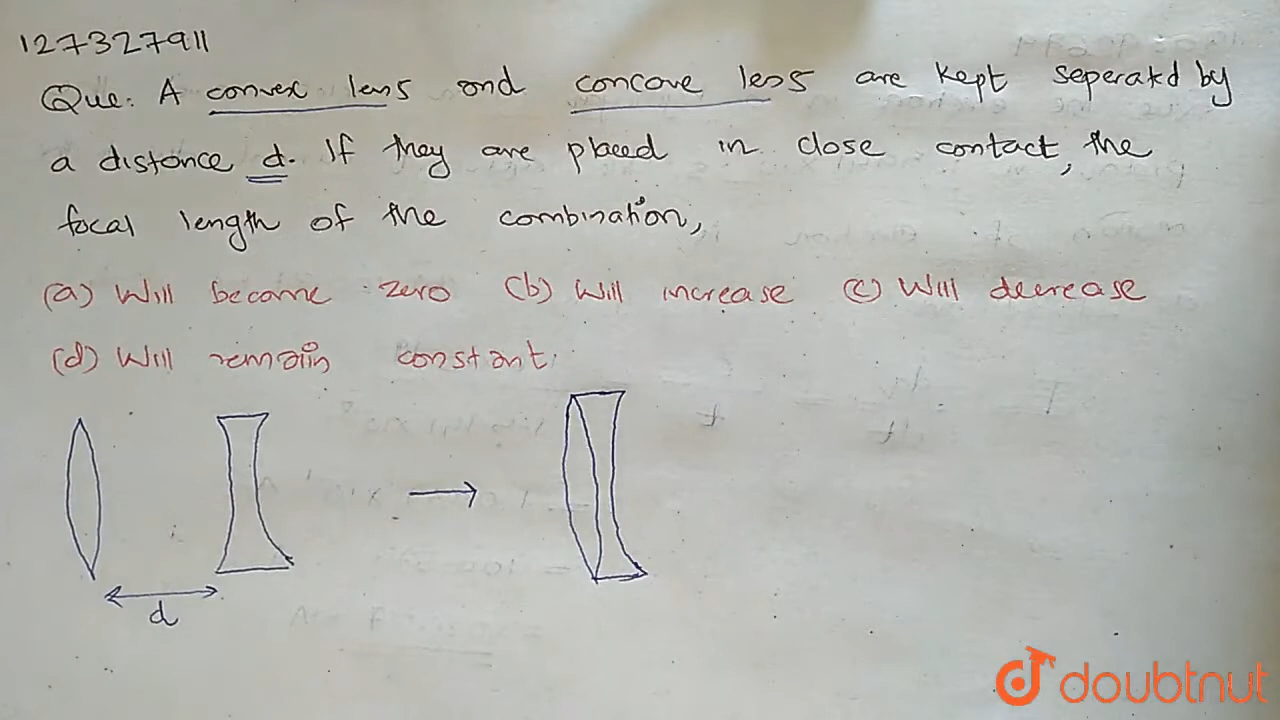 127327911
Que: A convex lens and concave lens are kept seperated by
a distance d. If they are placed in close contact, the
focal length of the combination,
(a) Will become zero (b) Will increase (c) Will decrease
(d) Will remain constant.
d
doubtnut